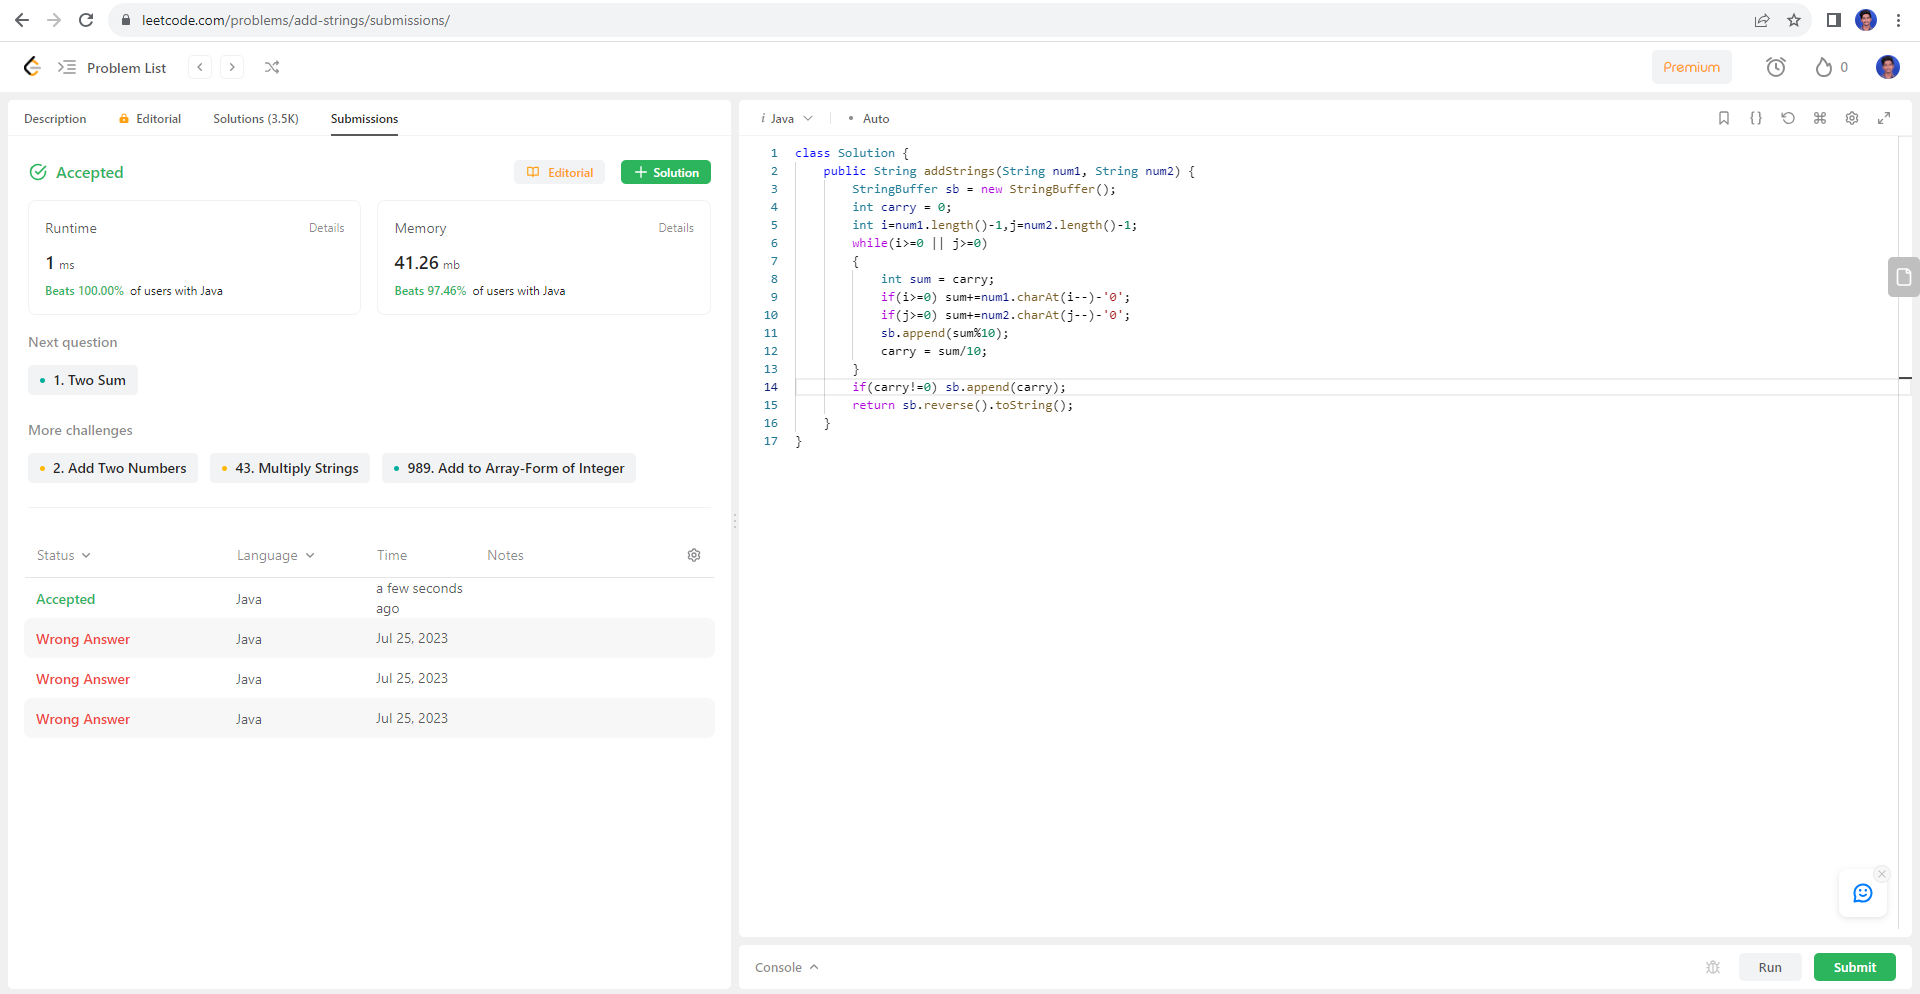 leetcode.com/problems/add-strings/submissions/
Problem List
Premium
0
Description
Editorial
Solutions (3.5K)
Submissions
Accepted
Editorial
Solution
Runtime
Details
1 ms
Beats 100.00% of users with Java
Memory
Details
41.26 mb
Beats 97.46% of users with Java
Next question
1. Two Sum
More challenges
2. Add Two Numbers
43. Multiply Strings
989. Add to Array-Form of Integer
Status Language Time Notes
Accepted Java a few seconds ago
Wrong Answer Java Jul 25, 2023
Wrong Answer Java Jul 25, 2023
Wrong Answer Java Jul 25, 2023
i Java • Auto
{}
1 class Solution {
2 public String addStrings(String num1, String num2) {
3 StringBuffer sb = new StringBuffer();
4 int carry = 0;
5 int i=num1.length()-1,j=num2.length()-1;
6 while(i>=0 || j>=0)
7 {
8 int sum = carry;
9 if(i>=0) sum+=num1.charAt(i--)-'0';
10 if(j>=0) sum+=num2.charAt(j--)-'0';
11 sb.append(sum%10);
12 carry = sum/10;
13 }
14 if(carry!=0) sb.append(carry);
15 return sb.reverse().toString();
16 }
17 }
Console
Run
Submit